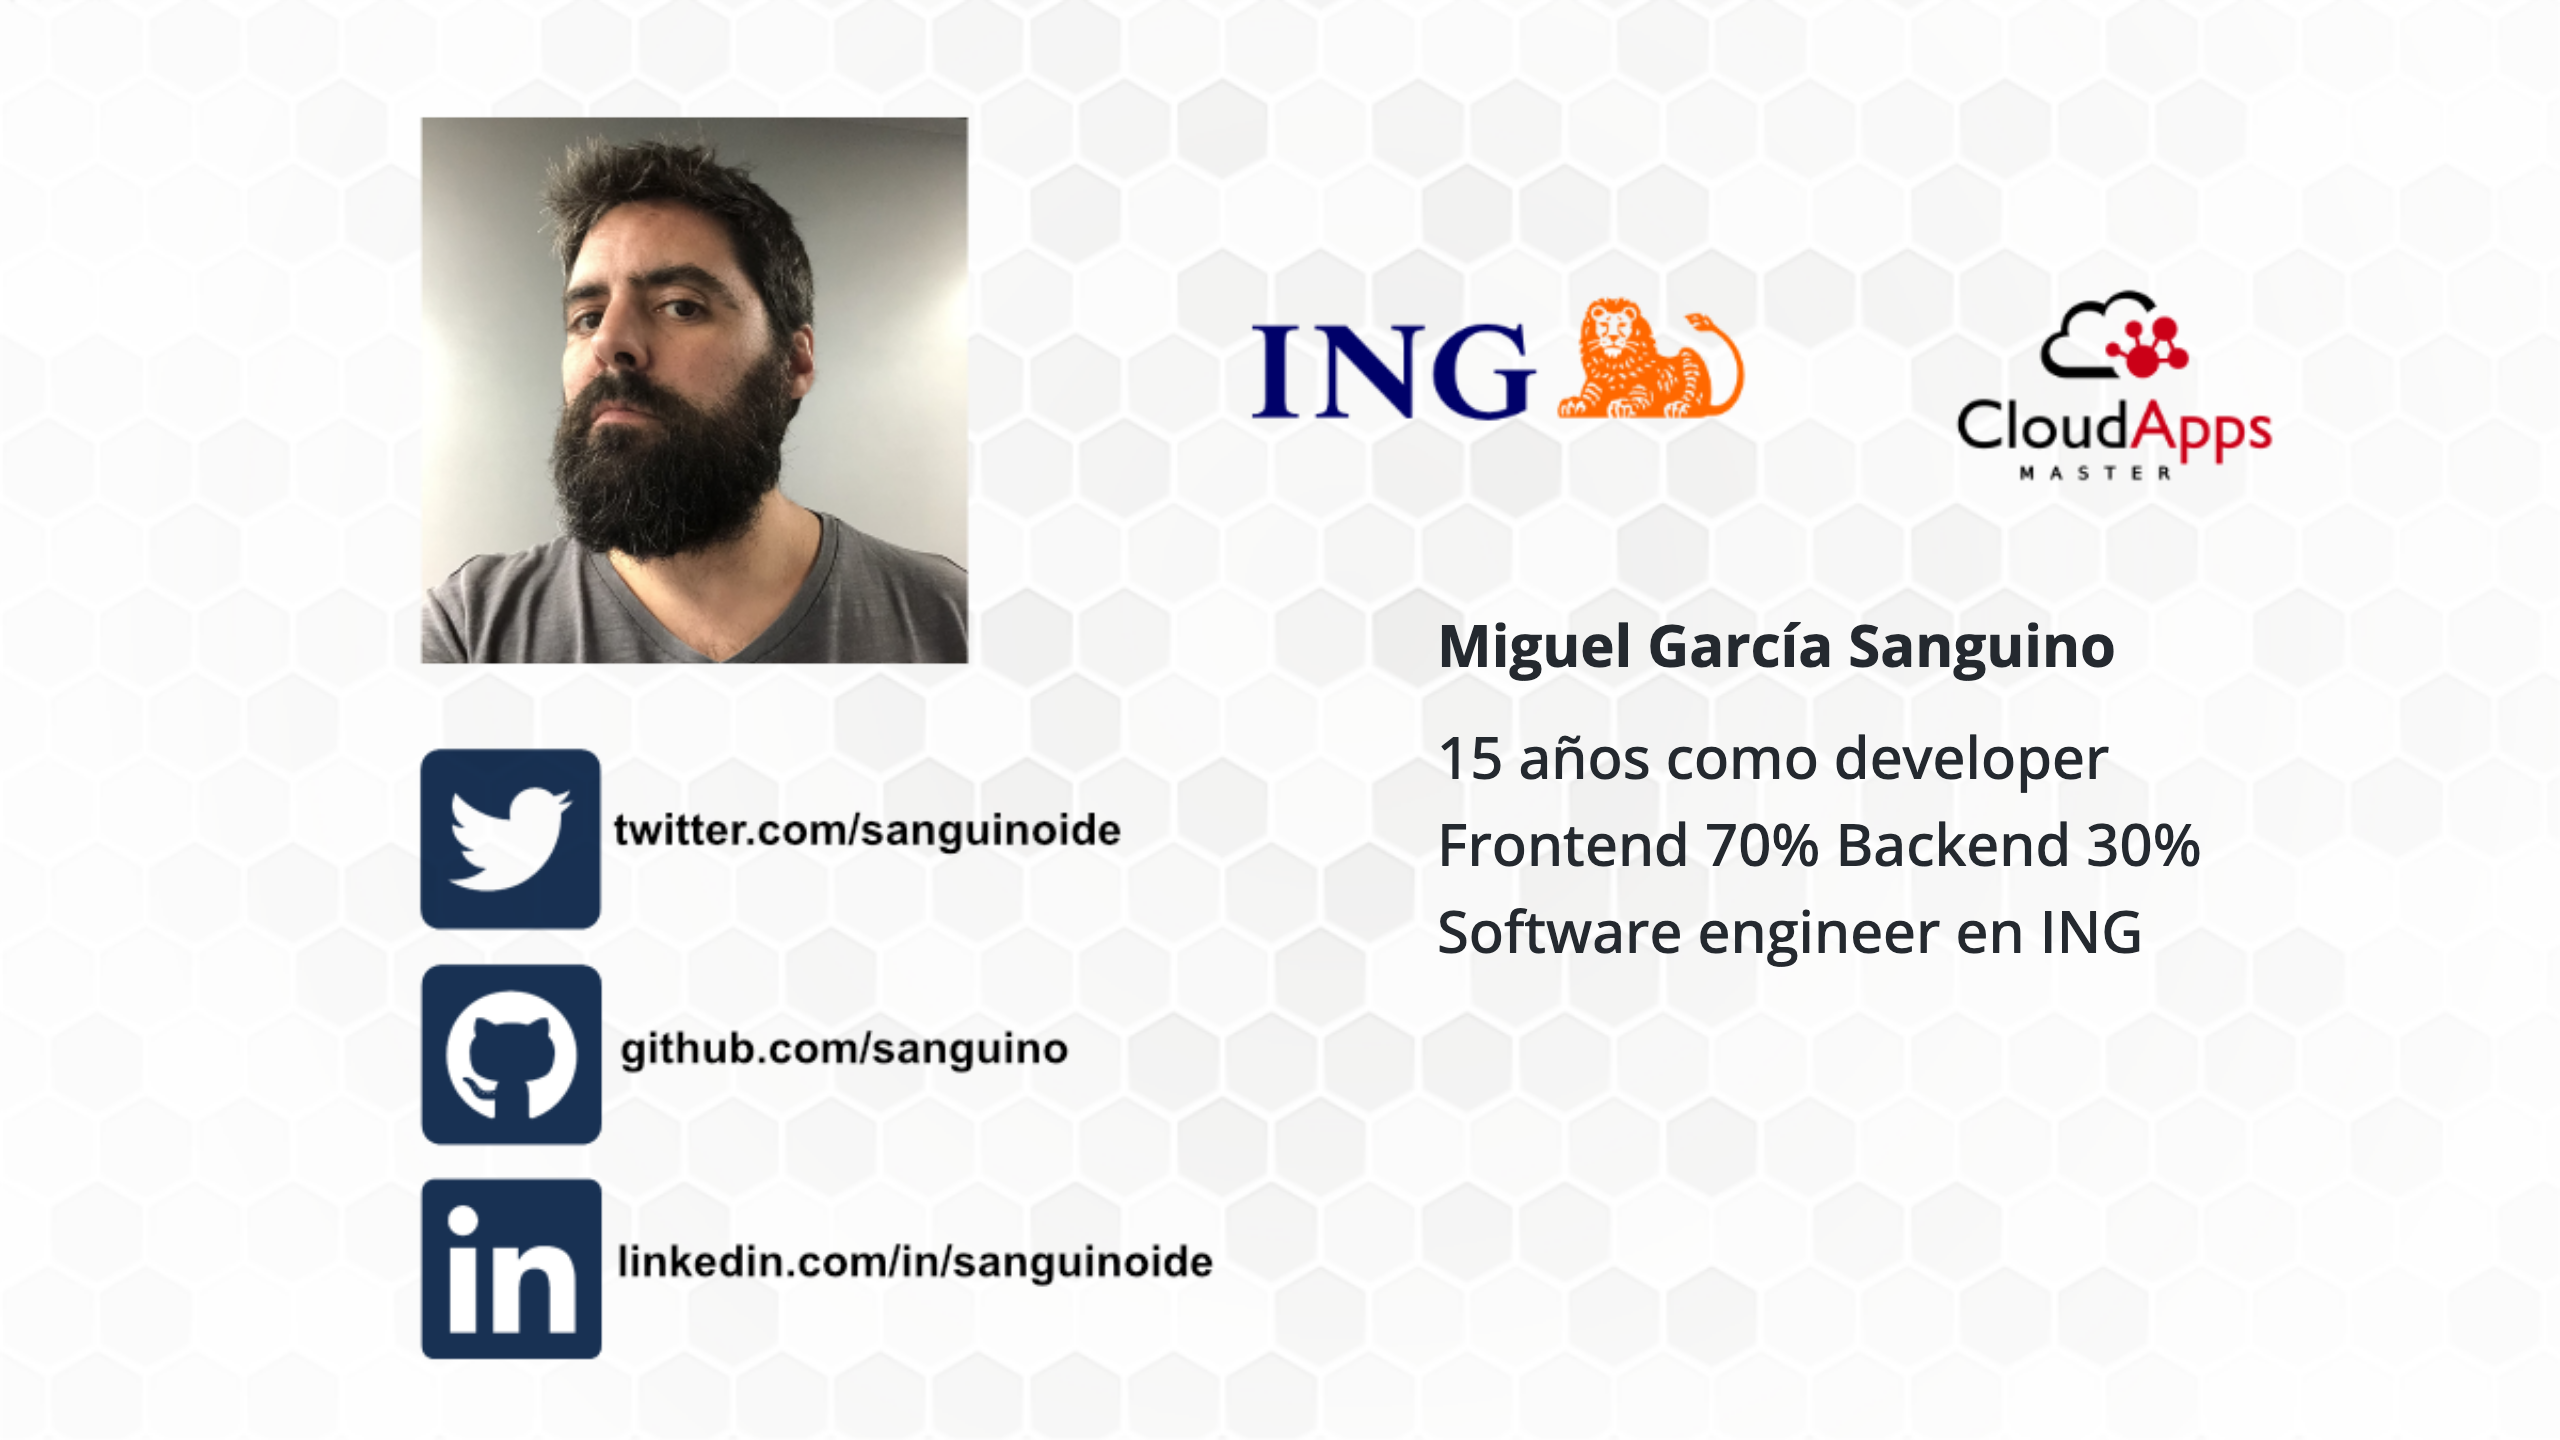 ING
CloudApps
MASTER
Miguel García Sanguino
15 años como developer
Frontend 70% Backend 30%
Software engineer en ING
twitter.com/sanguinoide
github.com/sanguino
in
linkedin.com/in/sanguinoide